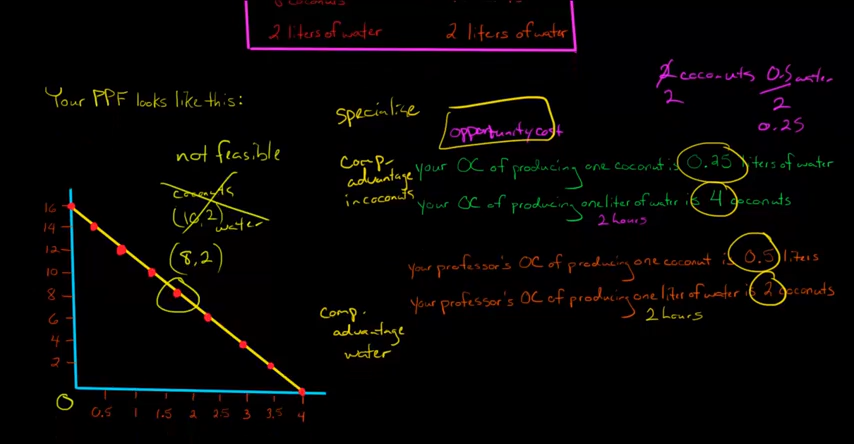 2 liters of water 2 liters of water
2 coconuts 0.5 water
2 2
0.25
Your PPF looks like this:
specialize
opportunity cost
not feasible
comp-
advantage
in coconuts
your OC of producing one coconut is 0.25 liters of water
your OC of producing one liter of water is 4 coconuts
2 hours
coconuts
(10,2)
water
(8,2)
your professor's OC of producing one coconut is 0.5 liters
your professor's OC of producing one liter of water is 2 coconuts
2 hours
comp.
advantage
water
16
14
12
10
8
6
4
2
0
0.5 1 1.5 2 2.5 3 3.5 4